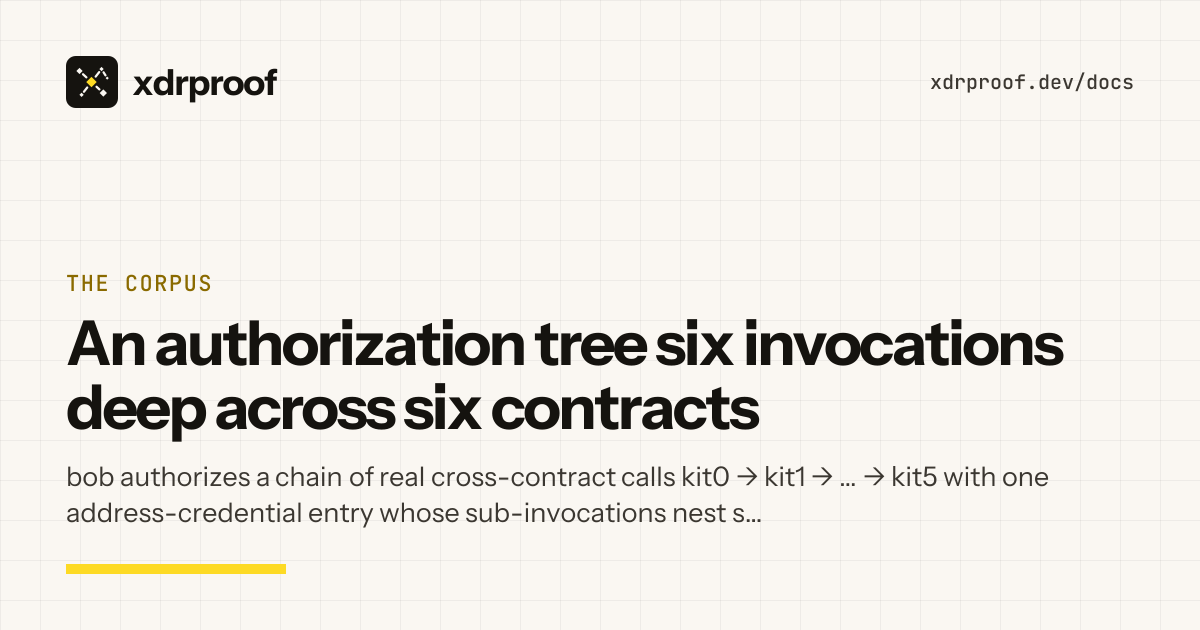 xdrproof
xdrproof.dev/docs
THE CORPUS
An authorization tree six invocations
deep across six contracts
bob authorizes a chain of real cross-contract calls kit0 → kit1 → … → kit5 with one
address-credential entry whose sub-invocations nest s…